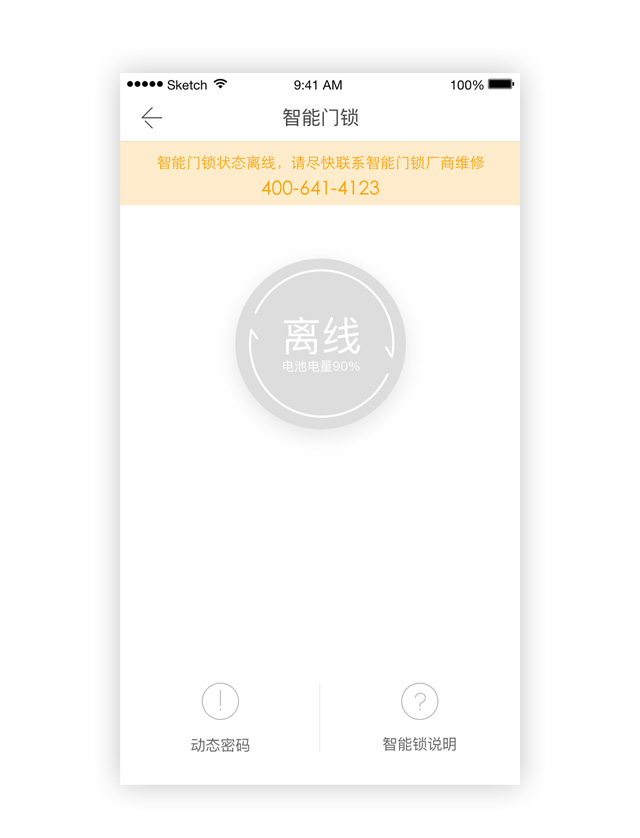 Sketch 9:41 AM 100%
智能门锁
智能门锁状态离线，请尽快联系智能门锁厂商维修
400-641-4123
离线
电池电量90%
动态密码 智能锁说明